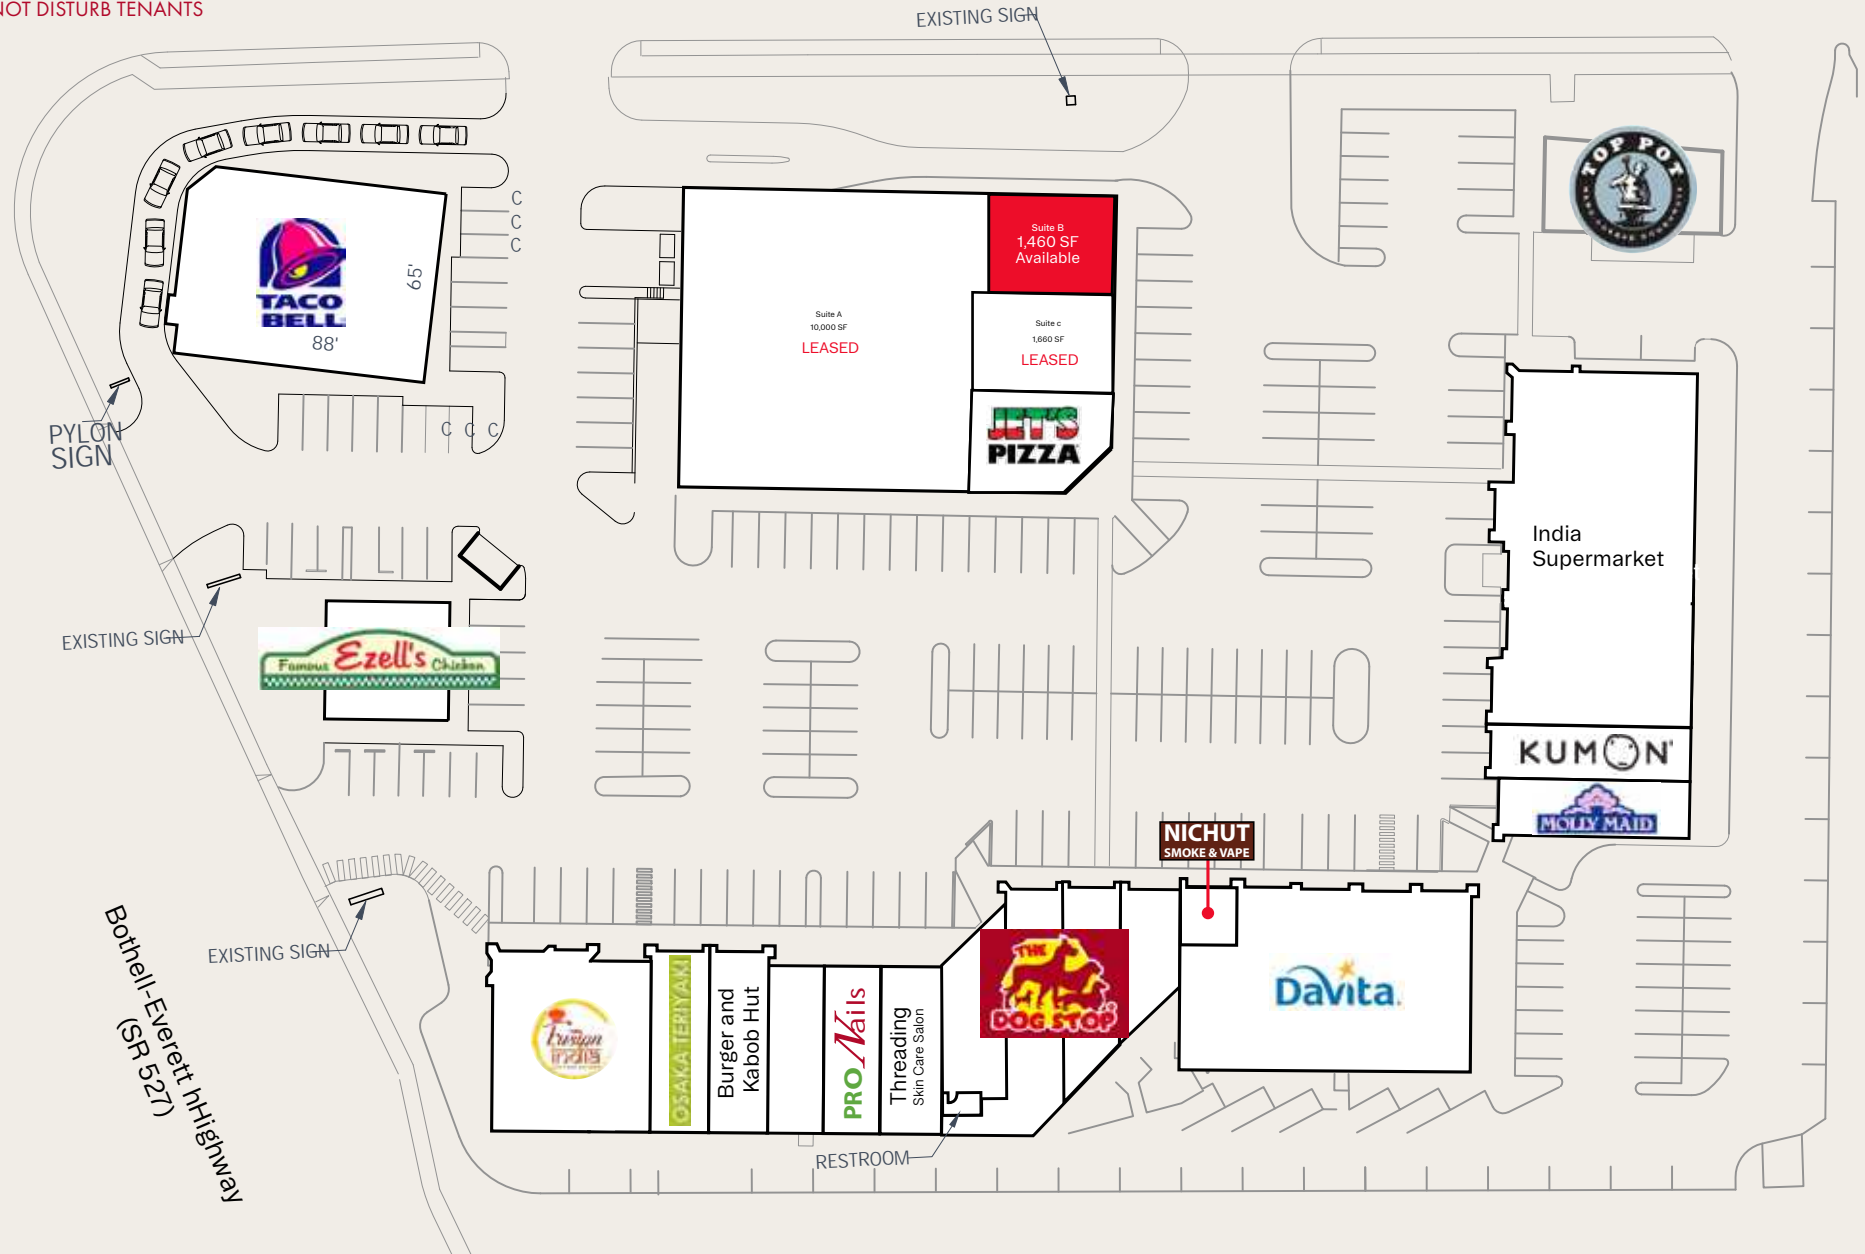 NOT DISTURB TENANTS
EXISTING SIGN
TOP POT
C
C
C
TACO
BELL
65'
88'
Suite B
1,460 SF
Available
Suite A
10,000 SF
LEASED
Suite c
1,660 SF
LEASED
JET'S
PIZZA
PYLON
SIGN
C C C
India
Supermarket
EXISTING SIGN
Famous Ezell's Chicken
KUMON
MOLLY MAID
NICHUT
SMOKE & VAPE
EXISTING SIGN
Bothell-Everett hHighway
(SR 527)
Fusion
india
OSAKA TERIYAKI
Burger and
Kabob Hut
PRO Nails
Threading
Skin Care Salon
THE
DOG STOP
DaVita.
RESTROOM